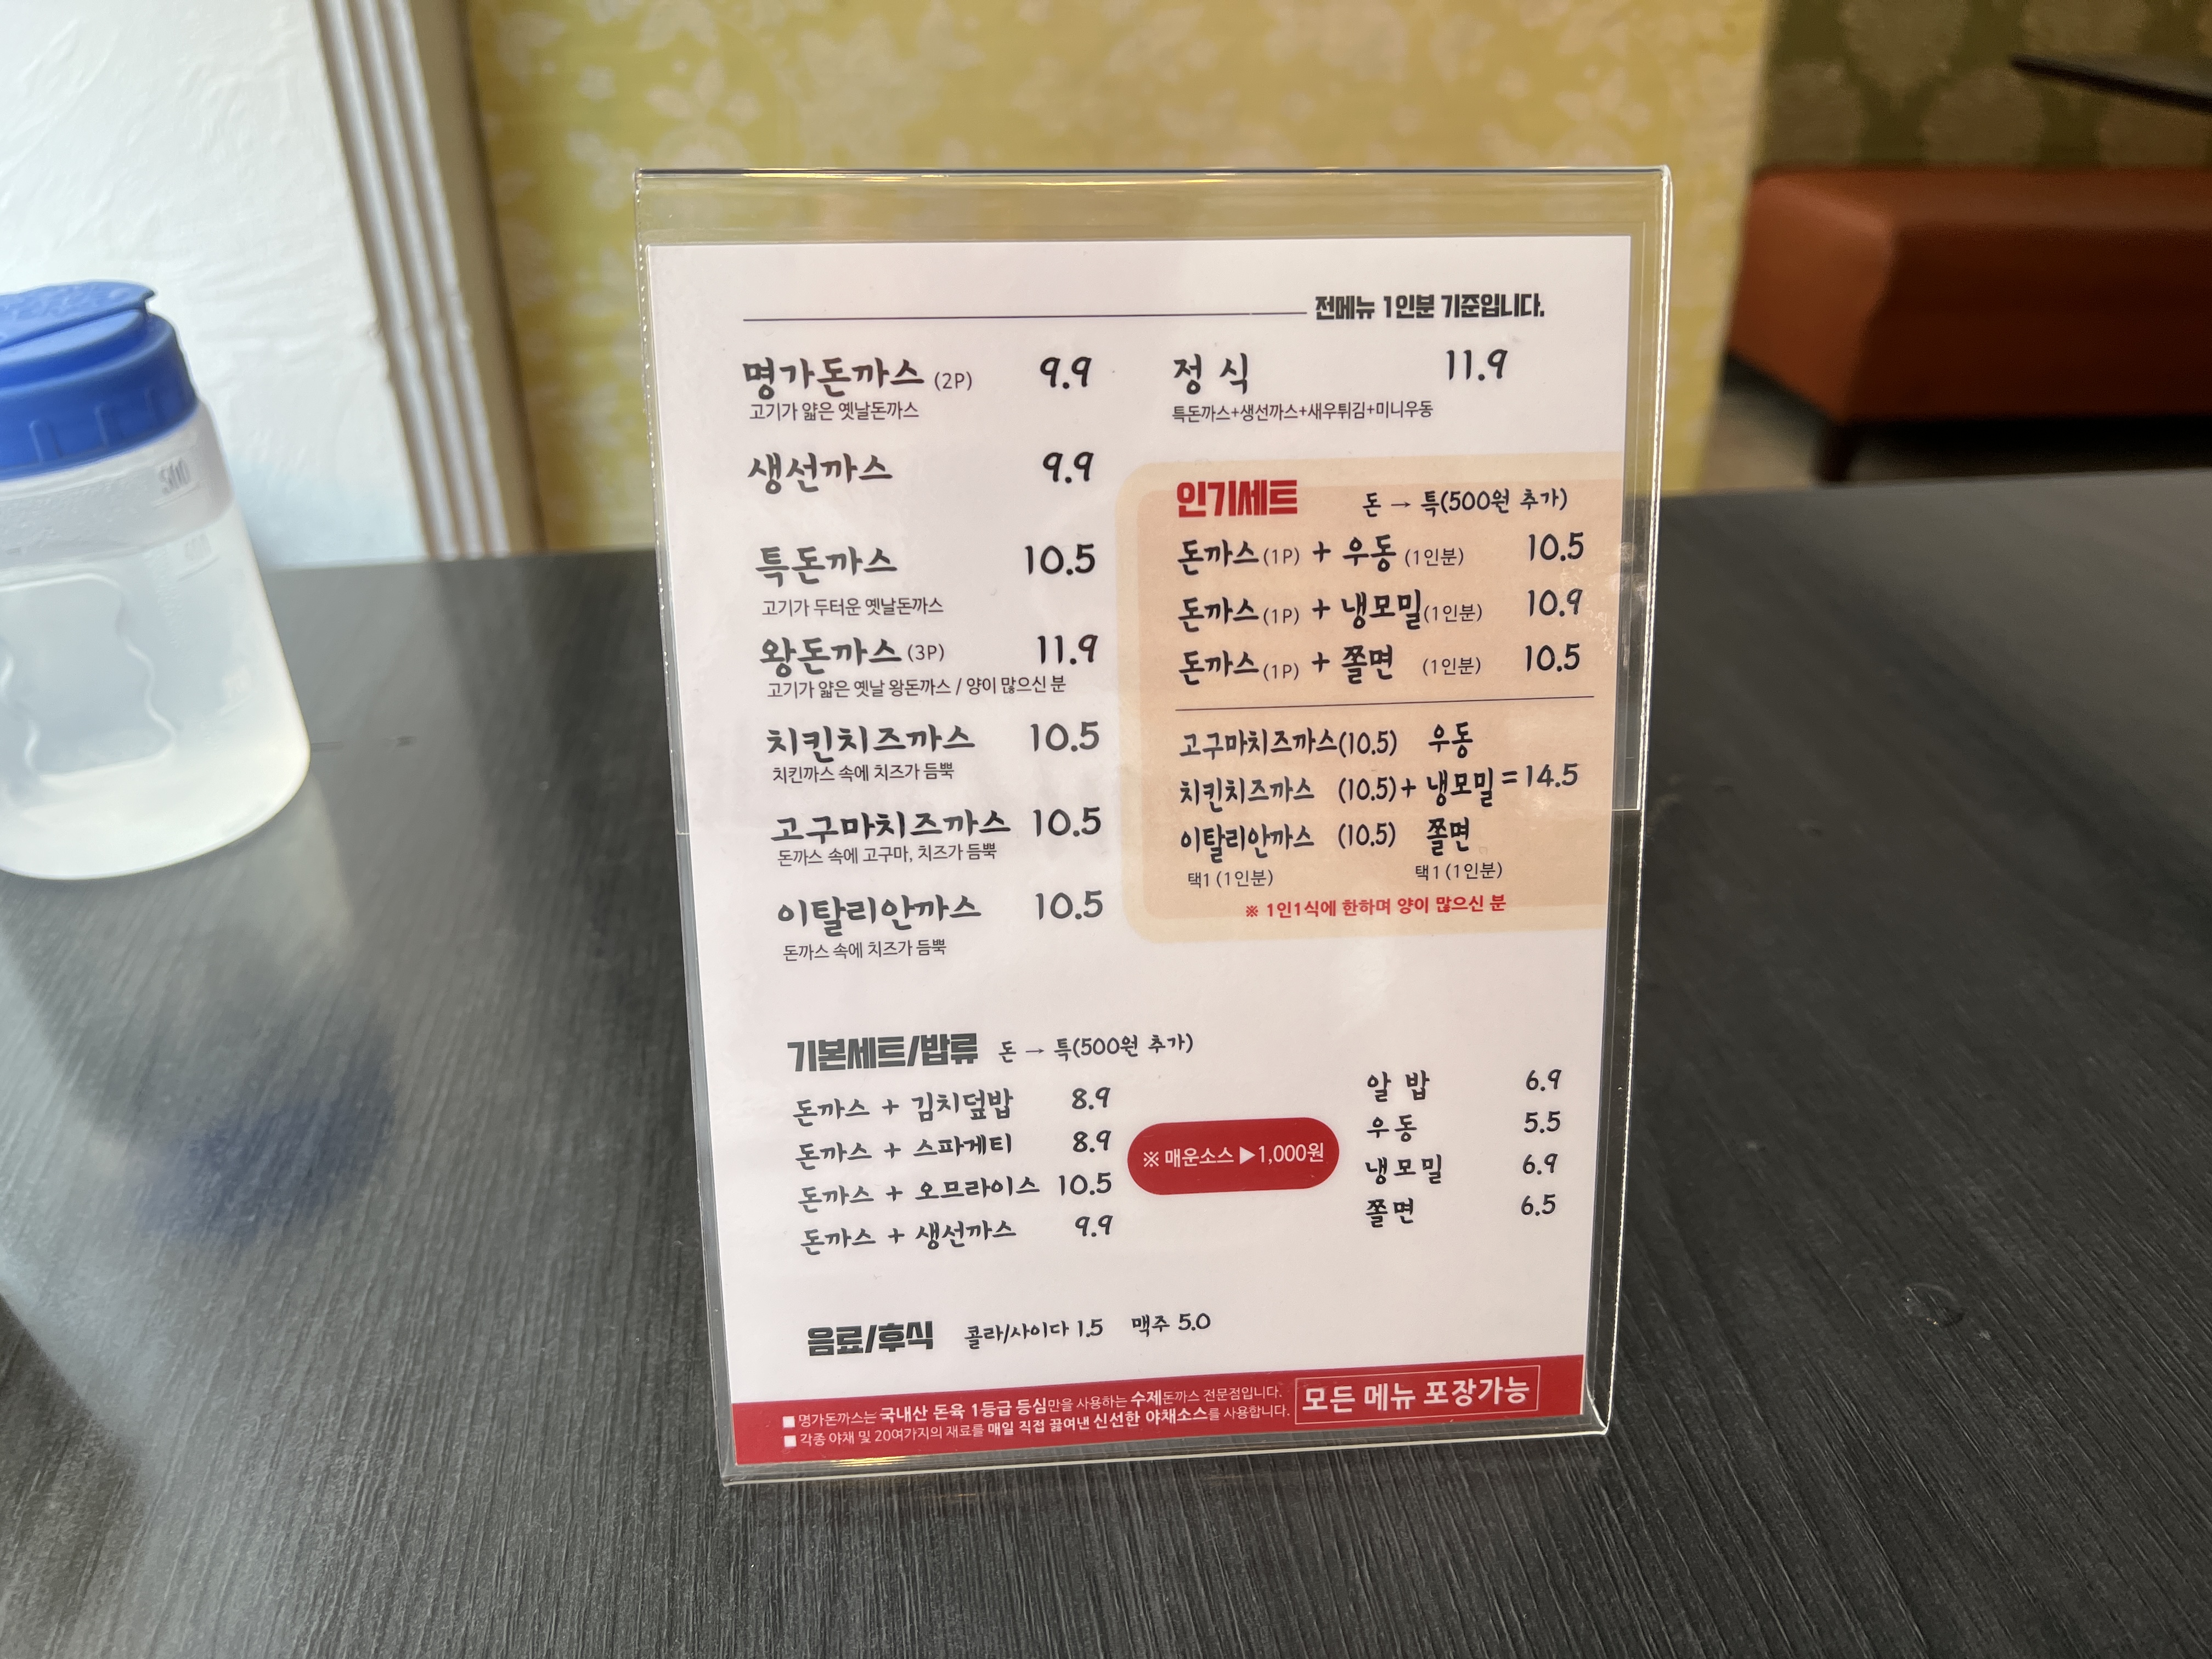 전메뉴 1인분 기준입니다.
명가돈까스 (2P) 9.9
고기가 얇은 옛날돈까스
생선까스 9.9
특돈까스 10.5
고기가 두터운 옛날돈까스
왕돈까스 (3P) 11.9
고기가 얇은 옛날 왕돈까스 / 양이 많으신 분
치킨치즈까스 10.5
치킨까스 속에 치즈가 듬뿍
고구마치즈까스 10.5
돈까스 속에 고구마, 치즈가 듬뿍
이탈리안까스 10.5
돈까스 속에 치즈가 듬뿍
정 식 11.9
특돈까스+생선까스+새우튀김+미니우동
인기세트 돈 → 특(500원 추가)
돈까스 (1P) + 우동 (1인분) 10.5
돈까스 (1P) + 냉모밀(1인분) 10.9
돈까스 (1P) + 쫄면 (1인분) 10.5
고구마치즈까스(10.5) 우동
치킨치즈까스 (10.5) + 냉모밀 = 14.5
이탈리안까스 (10.5) 쫄면
택1 (1인분) 택1 (1인분)
※ 1인1식에 한하며 양이 많으신 분
기본세트/밥류 돈 → 특(500원 추가)
돈까스 + 김치덮밥 8.9
돈까스 + 스파게티 8.9
돈까스 + 오므라이스 10.5
돈까스 + 생선까스 9.9
※ 매운소스 ▶1,000원
알 밥 6.9
우동 5.5
냉모밀 6.9
쫄면 6.5
음료/후식 콜라/사이다 1.5 맥주 5.0
■ 명가돈까스는 국내산 돈육 1등급 등심만을 사용하는 수제돈까스 전문점입니다.
■ 각종 야채 및 20여가지의 재료를 매일 직접 끓여낸 신선한 야채소스를 사용합니다.
모든 메뉴 포장가능